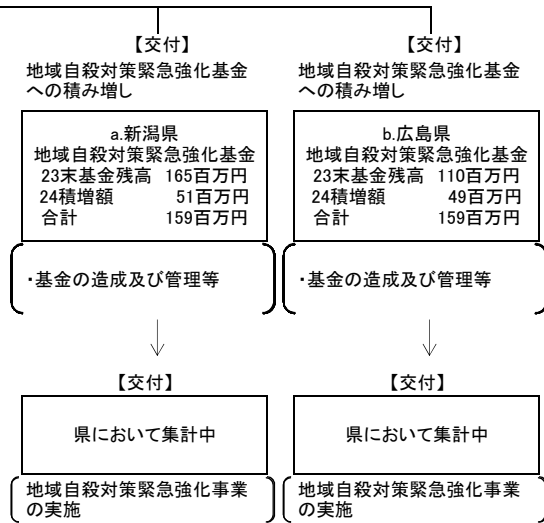 【交付】
地域自殺対策緊急強化基金
への積み増し
a.新潟県
地域自殺対策緊急強化基金
23末基金残高 165百万円
24積増額 51百万円
合計 159百万円
・基金の造成及び管理等
【交付】
県において集計中
地域自殺対策緊急強化事業
の実施
【交付】
地域自殺対策緊急強化基金
への積み増し
b.広島県
地域自殺対策緊急強化基金
23末基金残高 110百万円
24積増額 49百万円
合計 159百万円
・基金の造成及び管理等
【交付】
県において集計中
地域自殺対策緊急強化事業
の実施